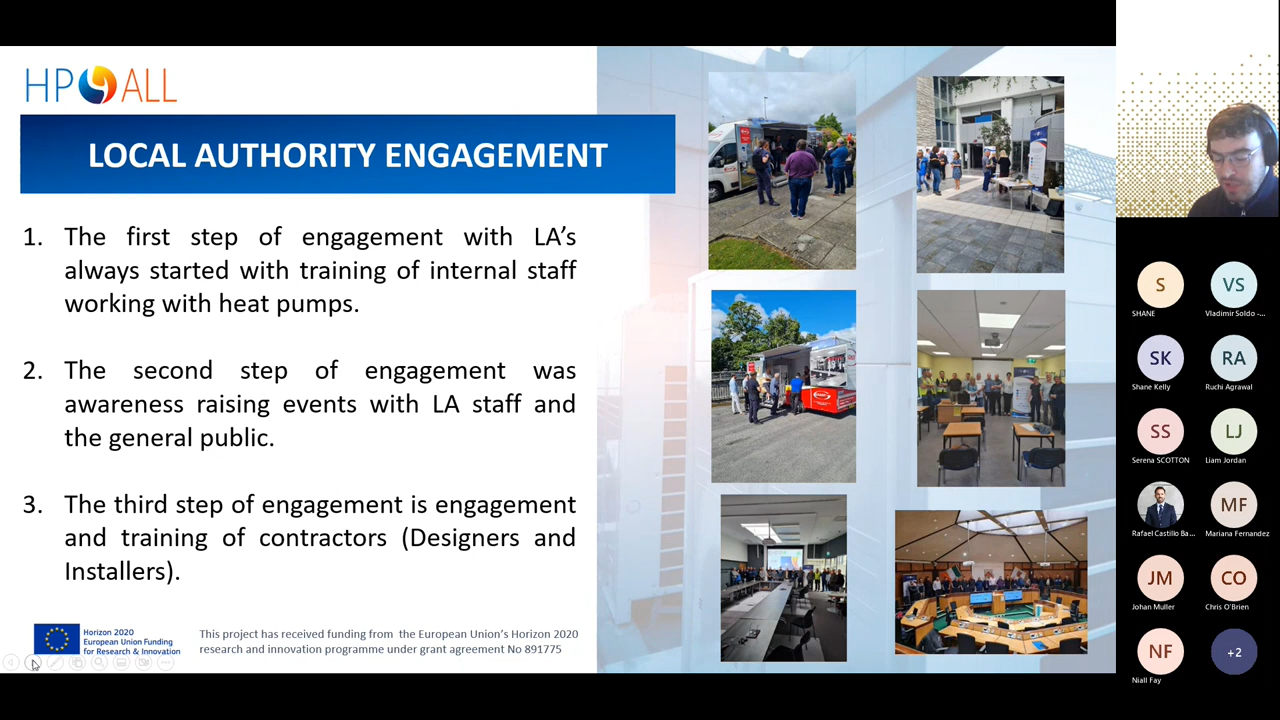 HP ALL
LOCAL AUTHORITY ENGAGEMENT
1. The first step of engagement with LA’s
always started with training of internal staff
working with heat pumps.
2. The second step of engagement was
awareness raising events with LA staff and
the general public.
3. The third step of engagement is engagement
and training of contractors (Designers and
Installers).
Horizon 2020
European Union Funding
for Research & Innovation
This project has received funding from the European Union’s Horizon 2020
research and innovation programme under grant agreement No 891775
S
SHANE
VS
Vladimir Soldo -...
SK
Shane Kelly
RA
Ruchi Agrawal
SS
Serena SCOTTON
LJ
Liam Jordan
Rafael Castillo Ba...
MF
Mariana Fernandez
JM
Johan Muller
CO
Chris O'Brien
NF
Niall Fay
+2